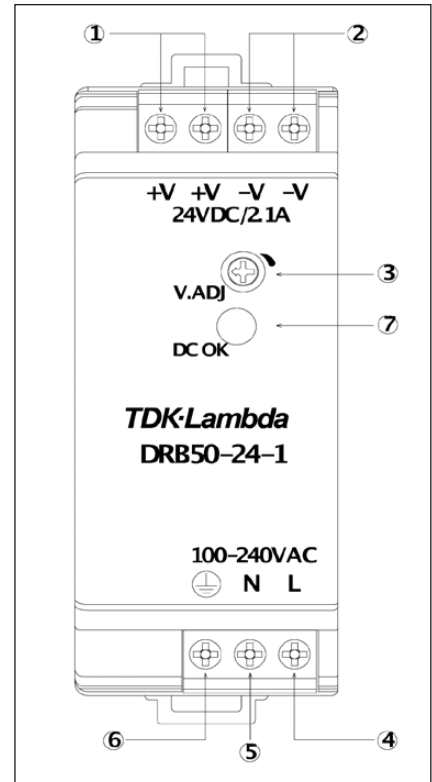 ① ②
+V +V –V –V
24VDC/2.1A
③
V.ADJ
⑦
DC OK
TDK·Lambda
DRB50–24–1
100–240VAC
N L
⑥ ⑤ ④